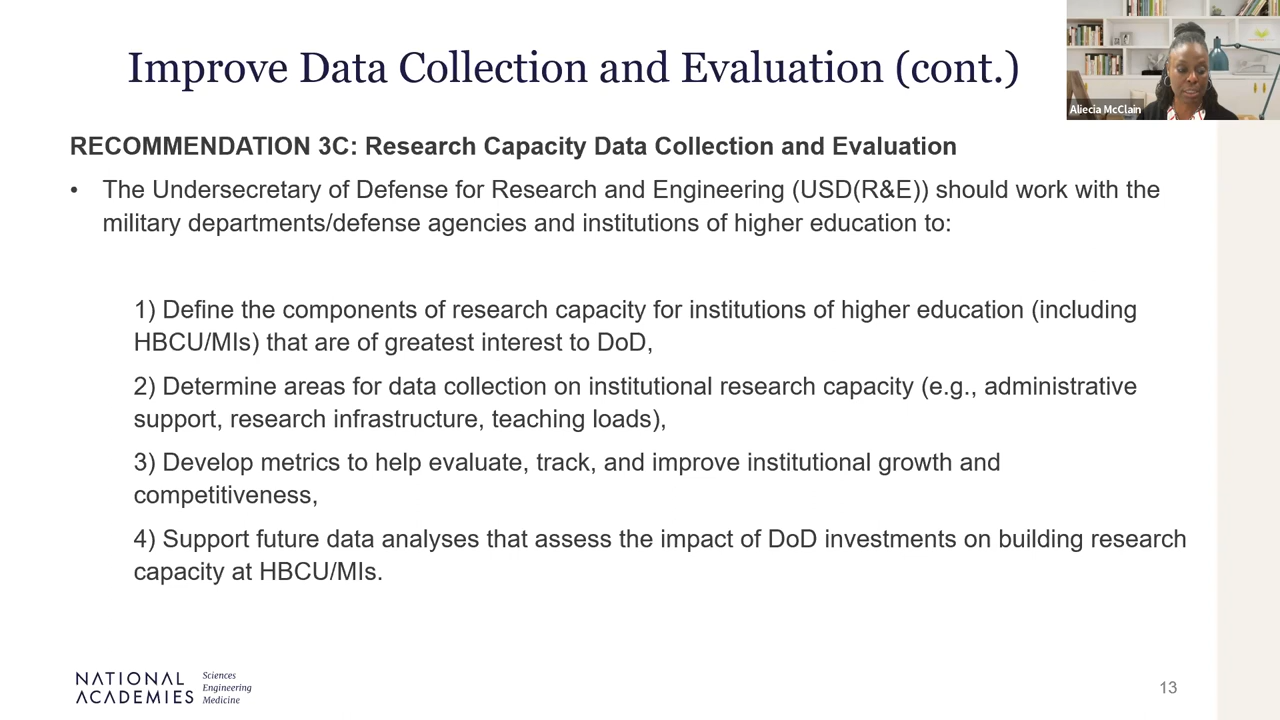 Improve Data Collection and Evaluation (cont.)
Aliecia McClain
RECOMMENDATION 3C: Research Capacity Data Collection and Evaluation
• The Undersecretary of Defense for Research and Engineering (USD(R&E)) should work with the
military departments/defense agencies and institutions of higher education to:
1) Define the components of research capacity for institutions of higher education (including
HBCU/MIs) that are of greatest interest to DoD,
2) Determine areas for data collection on institutional research capacity (e.g., administrative
support, research infrastructure, teaching loads),
3) Develop metrics to help evaluate, track, and improve institutional growth and
competitiveness,
4) Support future data analyses that assess the impact of DoD investments on building research
capacity at HBCU/MIs.
NATIONAL
ACADEMIES
Sciences
Engineering
Medicine
13